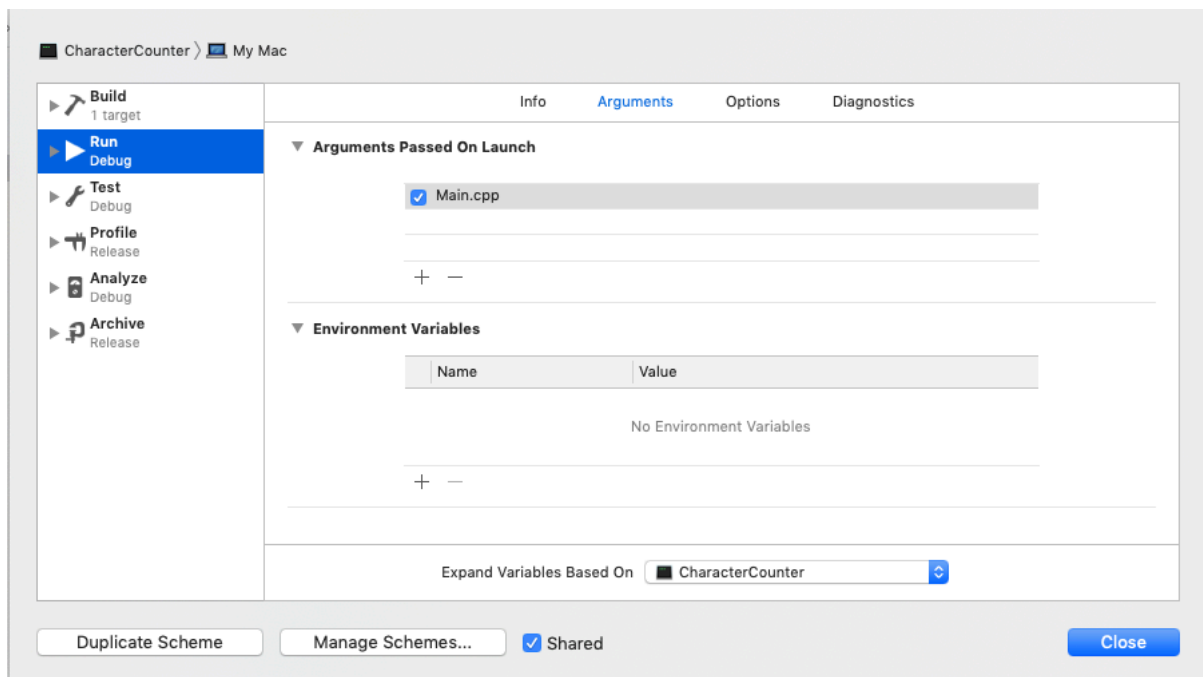 CharacterCounter 〉 My Mac
Build
1 target
Run
Debug
Test
Debug
Profile
Release
Analyze
Debug
Archive
Release
Info Arguments Options Diagnostics
Arguments Passed On Launch
Main.cpp
Environment Variables
Name Value
No Environment Variables
Expand Variables Based On CharacterCounter
Duplicate Scheme Manage Schemes... Shared Close